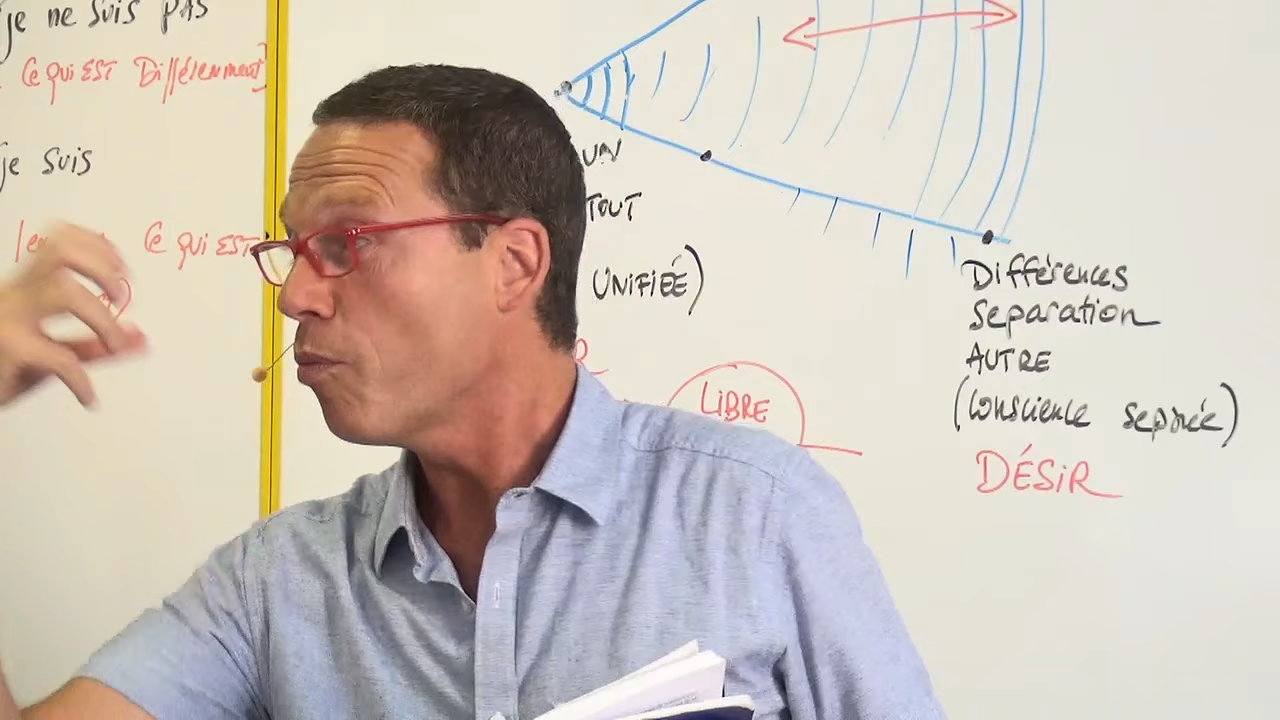 je ne suis PAS
Ce qui EST Différemment]
je suis
Ce qui EST
UN
TOUT
UNIFIÉE)
LIBRE
Différences
Separation
AUTRE
(Conscience séparée)
DÉSIR